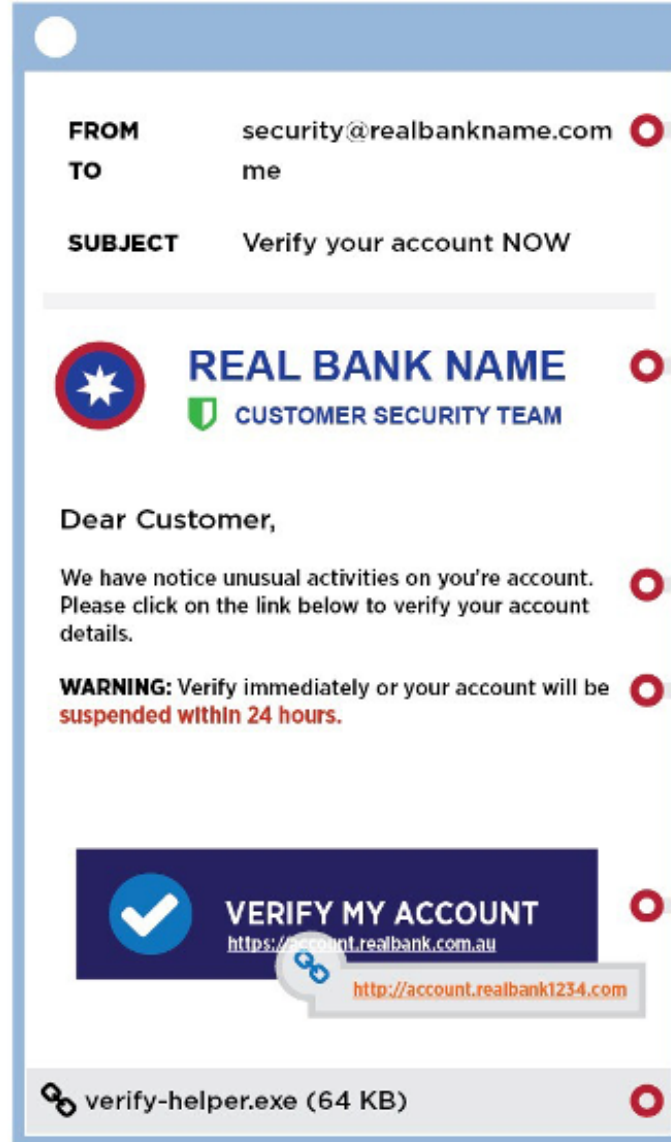 FROM security@realbankname.com
TO me
SUBJECT Verify your account NOW
REAL BANK NAME
CUSTOMER SECURITY TEAM
Dear Customer,
We have notice unusual activities on you're account.
Please click on the link below to verify your account
details.
WARNING: Verify immediately or your account will be
suspended within 24 hours.
VERIFY MY ACCOUNT
https://account.realbank.com.au
http://account.realbank1234.com
verify-helper.exe (64 KB)